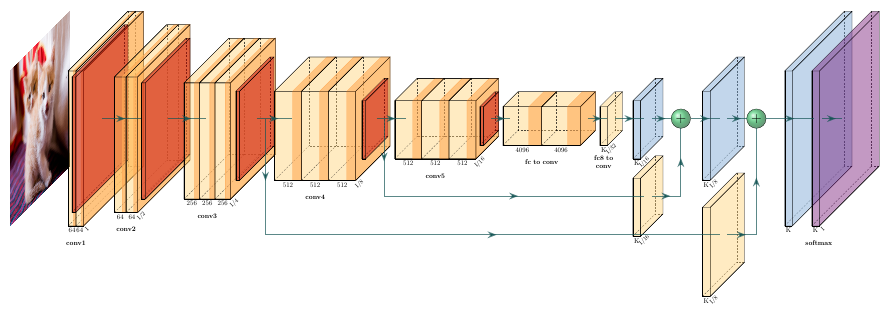 64 64 I
conv1
64 64 I/2
conv2
256 256 256 I/4
conv3
512 512 512 I/8
conv4
512 512 512 I/16
conv5
4096 4096
fc to conv
K I/32
fc8 to
conv
K I/16
K I/16
K I/8
K I/8
K
K I
softmax